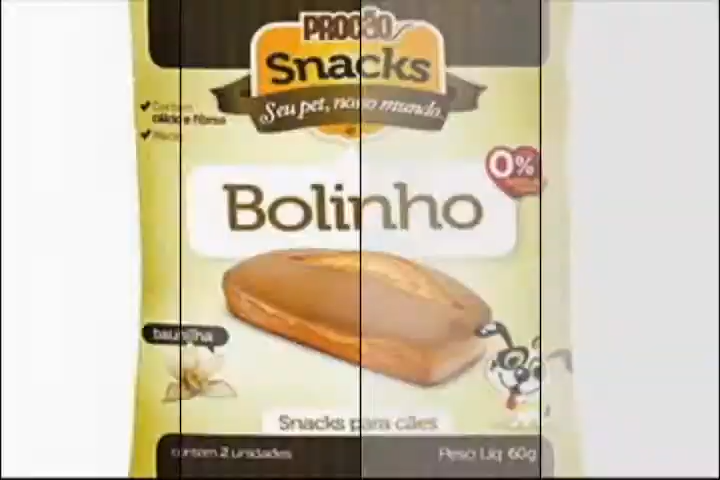 PROCÃO
Snacks
Seu pet, nosso mundo.
Contém
cálcio e fibras
0%
Bolinho
baunilha
Snacks para cães
contém 2 unidades
Peso Líq. 60g